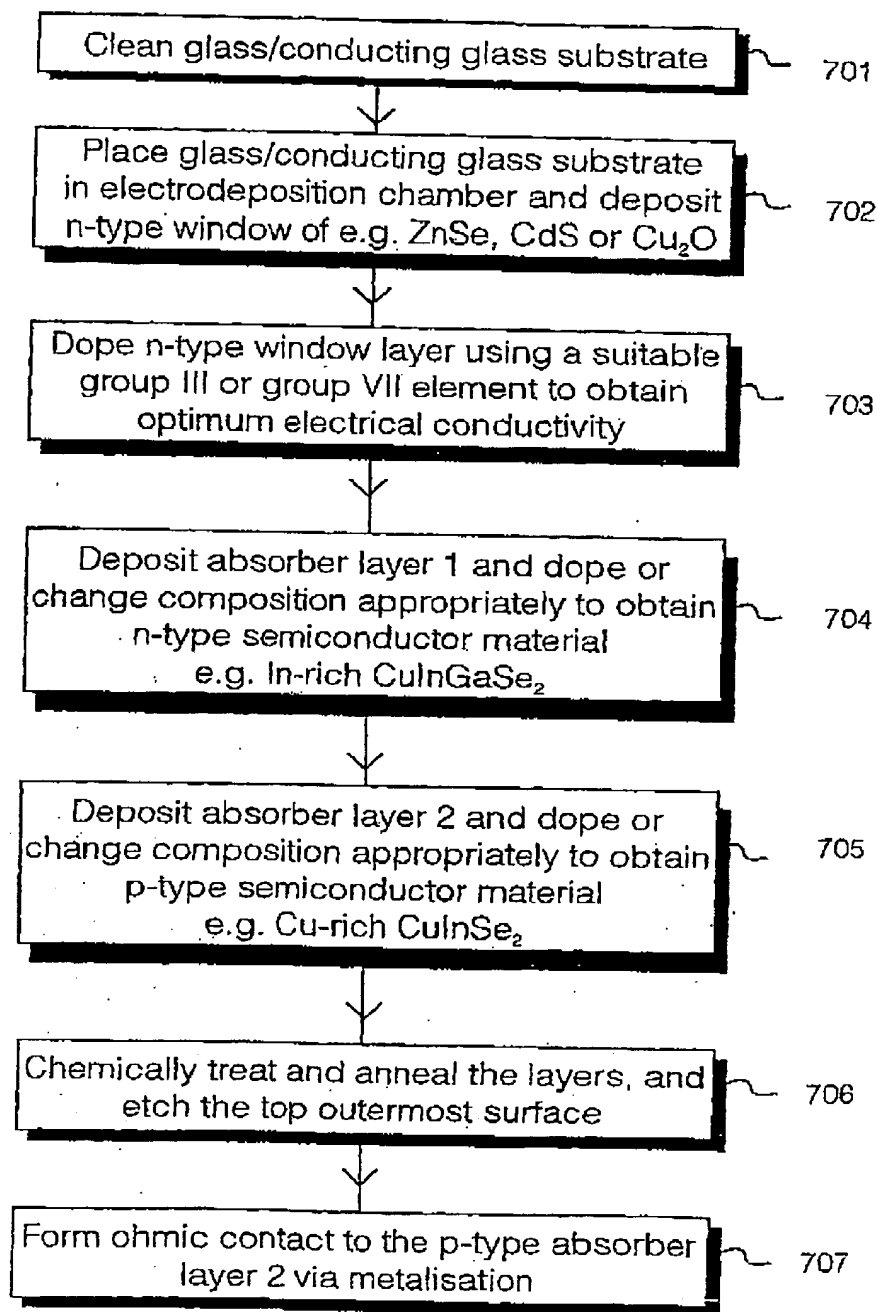 Clean glass/conducting glass substrate
701
Place glass/conducting glass substrate
in electrodeposition chamber and deposit
n-type window of e.g. ZnSe, CdS or Cu₂O
702
Dope n-type window layer using a suitable
group III or group VII element to obtain
optimum electrical conductivity
703
Deposit absorber layer 1 and dope or
change composition appropriately to obtain
n-type semiconductor material
e.g. In-rich CuInGaSe₂
704
Deposit absorber layer 2 and dope or
change composition appropriately to obtain
p-type semiconductor material
e.g. Cu-rich CuInSe₂
705
Chemically treat and anneal the layers, and
etch the top outermost surface
706
Form ohmic contact to the p-type absorber
layer 2 via metalisation
707